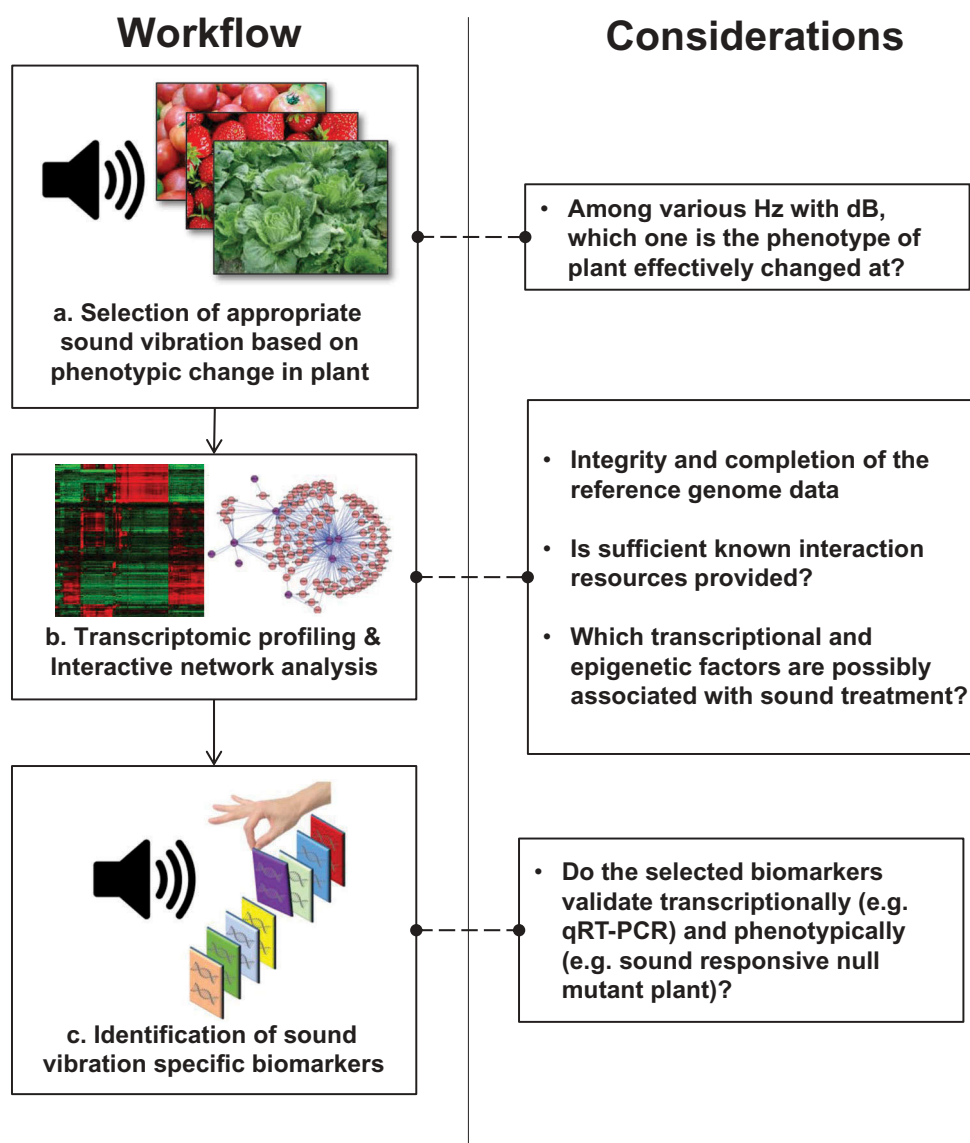 Workflow
Considerations
a. Selection of appropriate
sound vibration based on
phenotypic change in plant
• Among various Hz with dB,
which one is the phenotype of
plant effectively changed at?
b. Transcriptomic profiling &
Interactive network analysis
• Integrity and completion of the
reference genome data
• Is sufficient known interaction
resources provided?
• Which transcriptional and
epigenetic factors are possibly
associated with sound treatment?
c. Identification of sound
vibration specific biomarkers
• Do the selected biomarkers
validate transcriptionally (e.g.
qRT-PCR) and phenotypically
(e.g. sound responsive null
mutant plant)?